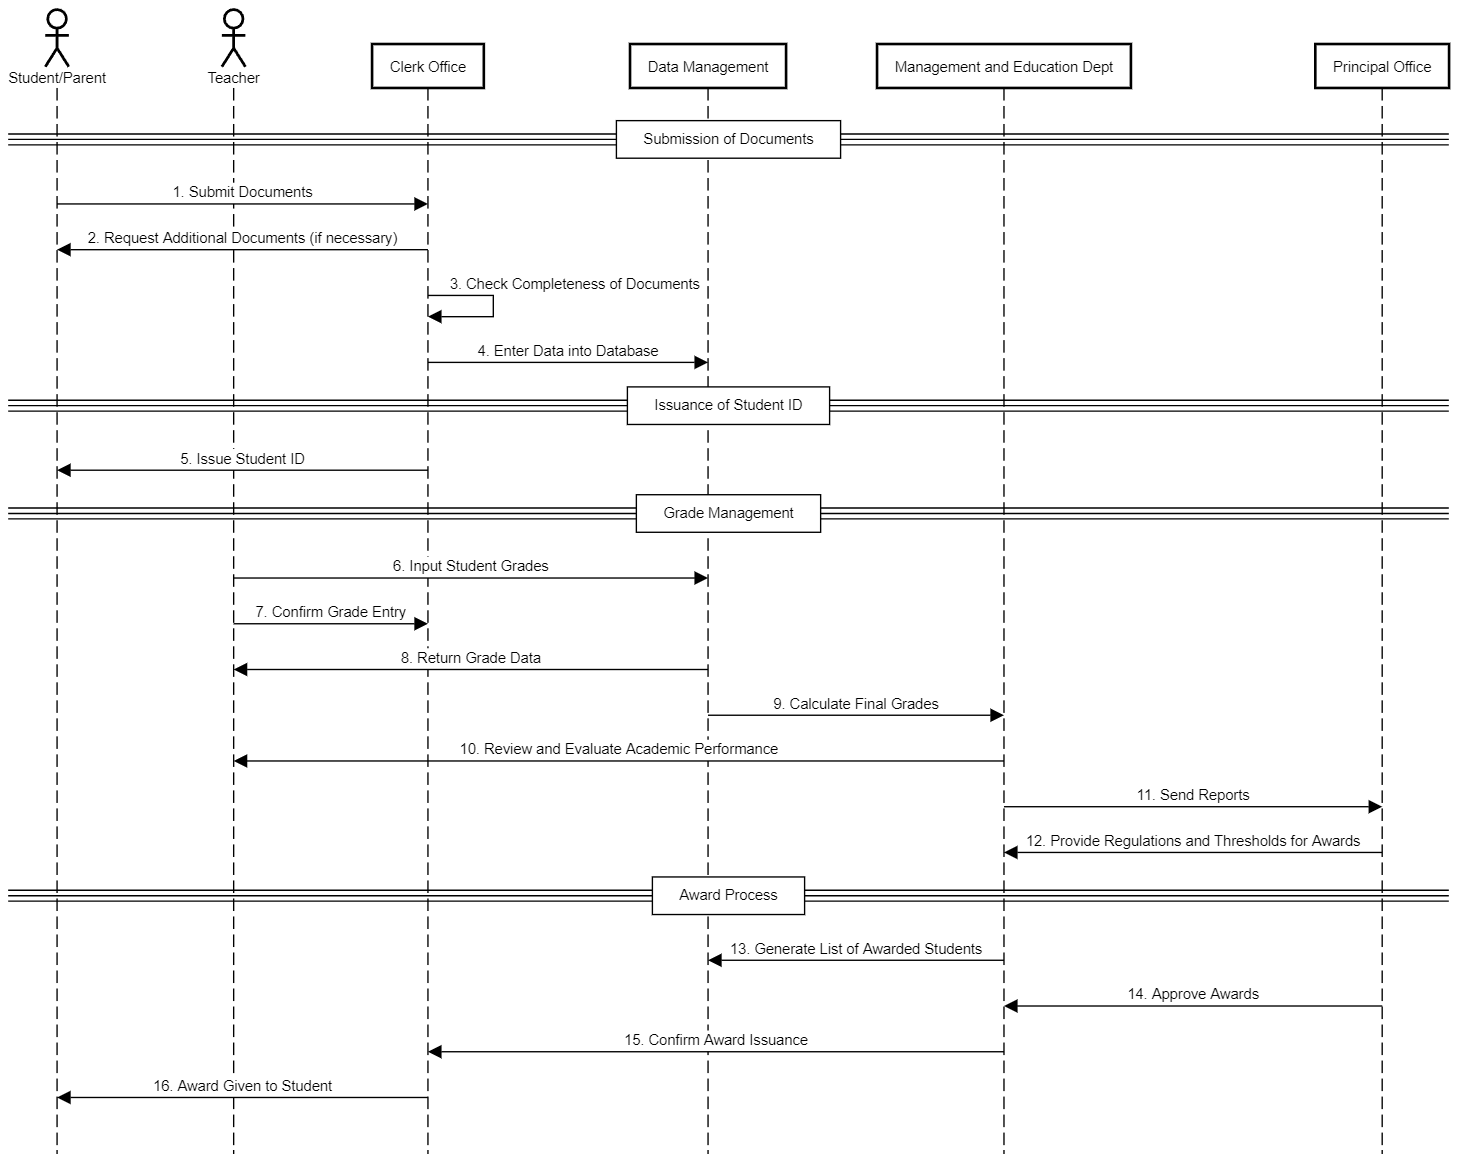 Student/Parent
Teacher
Clerk Office
Data Management
Management and Education Dept
Principal Office
Submission of Documents
1. Submit Documents
2. Request Additional Documents (if necessary)
3. Check Completeness of Documents
4. Enter Data into Database
Issuance of Student ID
5. Issue Student ID
Grade Management
6. Input Student Grades
7. Confirm Grade Entry
8. Return Grade Data
9. Calculate Final Grades
10. Review and Evaluate Academic Performance
11. Send Reports
12. Provide Regulations and Thresholds for Awards
Award Process
13. Generate List of Awarded Students
14. Approve Awards
15. Confirm Award Issuance
16. Award Given to Student